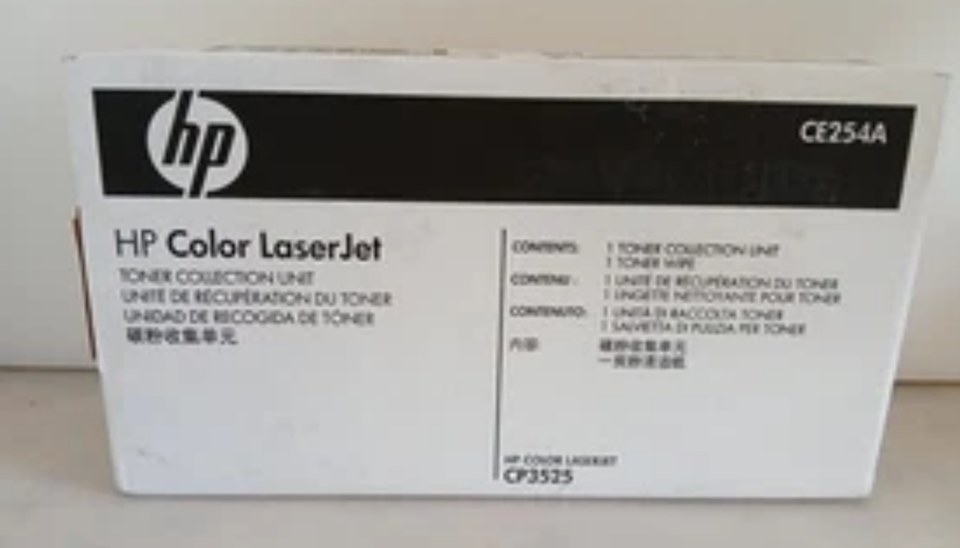 hp
CE254A
HP Color LaserJet
TONER COLLECTION UNIT
UNITÉ DE RÉCUPÉRATION DU TONER
UNIDAD DE RECOGIDA DE TÓNER
碳粉收集单元
CONTENTS: 1 TONER COLLECTION UNIT
1 TONER WIPE
CONTENU : 1 UNITÉ DE RÉCUPÉRATION DU TONER
1 LINGETTE NETTOYANTE POUR TONER
CONTENUTO: 1 UNITÀ DI RACCOLTA TONER
1 SALVIETTA DI PULIZIA PER TONER
内容 碳粉收集单元
HP COLOR LASERJET
CP3525